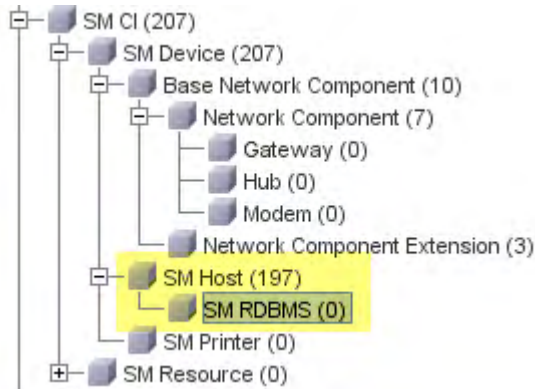 SM CI (207)
SM Device (207)
Base Network Component (10)
Network Component (7)
Gateway (0)
Hub (0)
Modem (0)
Network Component Extension (3)
SM Host (197)
SM RDBMS (0)
SM Printer (0)
SM Resource (0)